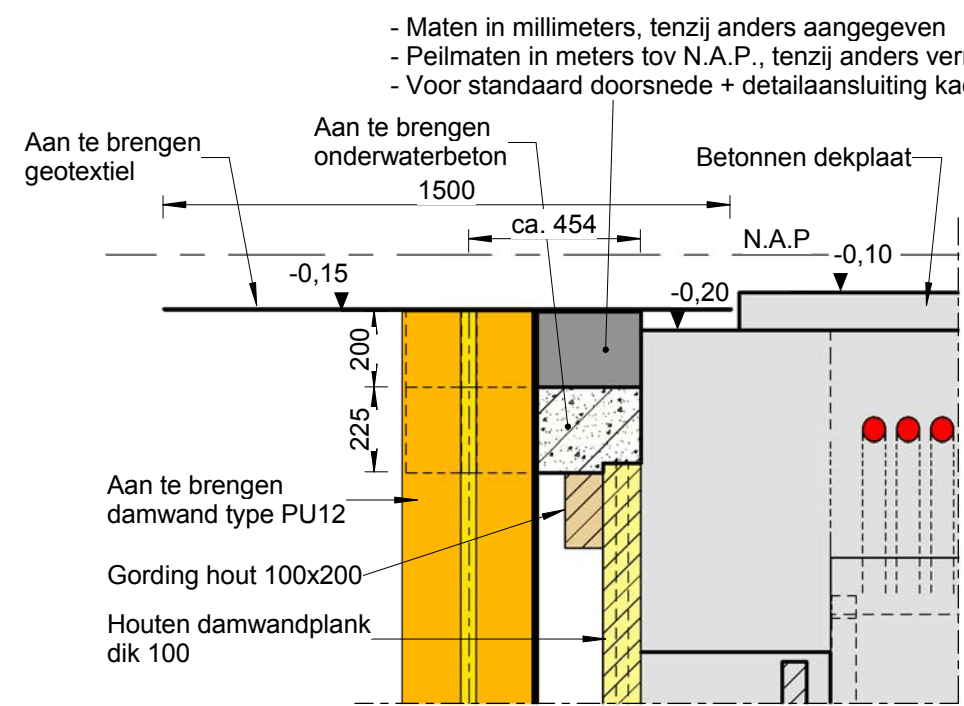 - Maten in millimeters, tenzij anders aangegeven
- Peilmaten in meters tov N.A.P., tenzij anders
- Voor standaard doorsnede + detailaansluiting
Aan te brengen
geotextiel
Aan te brengen
onderwaterbeton
Betonnen dekplaat
1500
ca. 454
N.A.P
-0,15
-0,10
-0,20
200
225
Aan te brengen
damwand type PU12
Gording hout 100x200
Houten damwandplank
dik 100